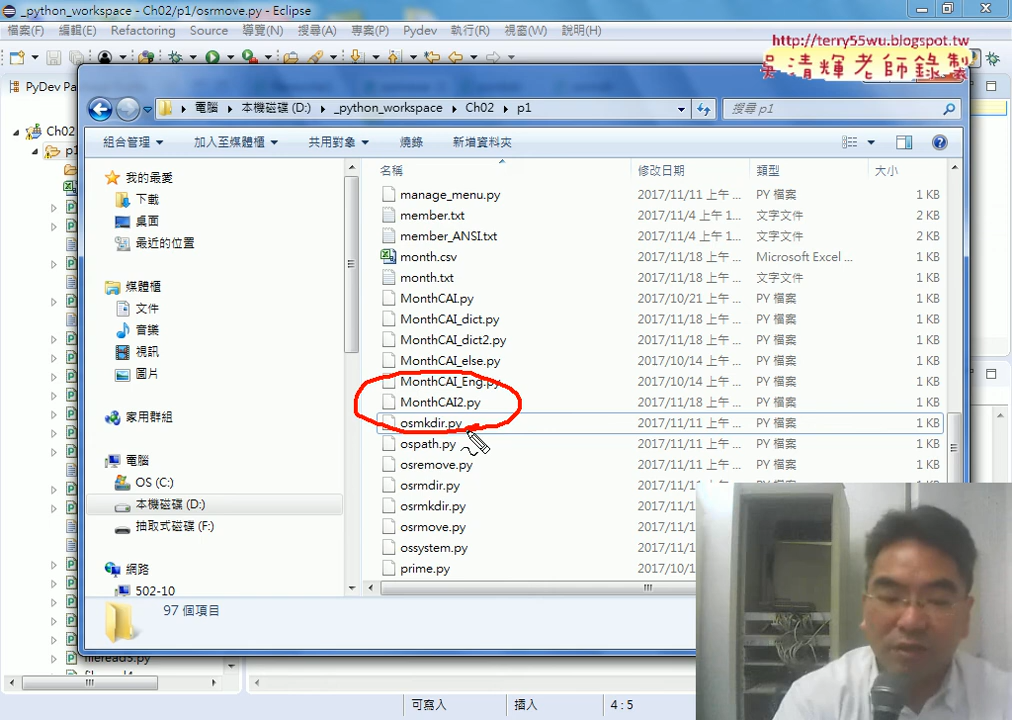 _python_workspace - Ch02/p1/osrmove.py - Eclipse
檔案(F) 編輯(E) Refactoring Source 導覽(N) 搜尋(A) 專案(P) Pydev 執行(R) 視窗(W) 說明(H)
http://terry55wu.blogspot.tw
吳清輝老師錄製
PyDev Pa
電腦 本機磁碟 (D:) _python_workspace Ch02 p1
搜尋 p1
組合管理 加入至媒體櫃 共用對象 燒錄 新增資料夾
Ch02
p1
我的最愛
下載
桌面
最近的位置
媒體櫃
文件
音樂
視訊
圖片
家用群組
電腦
OS (C:)
本機磁碟 (D:)
抽取式磁碟 (F:)
網路
502-10
名稱 修改日期 類型 大小
manage_menu.py 2017/11/11 上午 ... PY 檔案 1 KB
member.txt 2017/11/4 上午 1... 文字文件 2 KB
member_ANSI.txt 2017/11/4 上午 1... 文字文件 2 KB
month.csv 2017/11/18 上午 ... Microsoft Excel ... 1 KB
month.txt 2017/11/18 上午 ... 文字文件 1 KB
MonthCAI.py 2017/10/21 上午 ... PY 檔案 1 KB
MonthCAI_dict.py 2017/11/18 上午 ... PY 檔案 1 KB
MonthCAI_dict2.py 2017/11/18 上午 ... PY 檔案 1 KB
MonthCAI_else.py 2017/10/14 上午 ... PY 檔案 1 KB
MonthCAI_Eng.py 2017/10/14 上午 ... PY 檔案 1 KB
MonthCAI2.py 2017/11/18 上午 ... PY 檔案 1 KB
osmkdir.py 2017/11/11 上午 ... PY 檔案 1 KB
ospath.py 2017/11/11 上午 ... PY 檔案 1 KB
osremove.py 2017/11/11 上午 ... PY 檔案 1 KB
osrmdir.py 2017/11/1
osrmkdir.py 2017/11/1
osrmove.py 2017/11/1
ossystem.py 2017/11/1
prime.py 2017/10/1
97 個項目
可寫入 插入 4 : 5